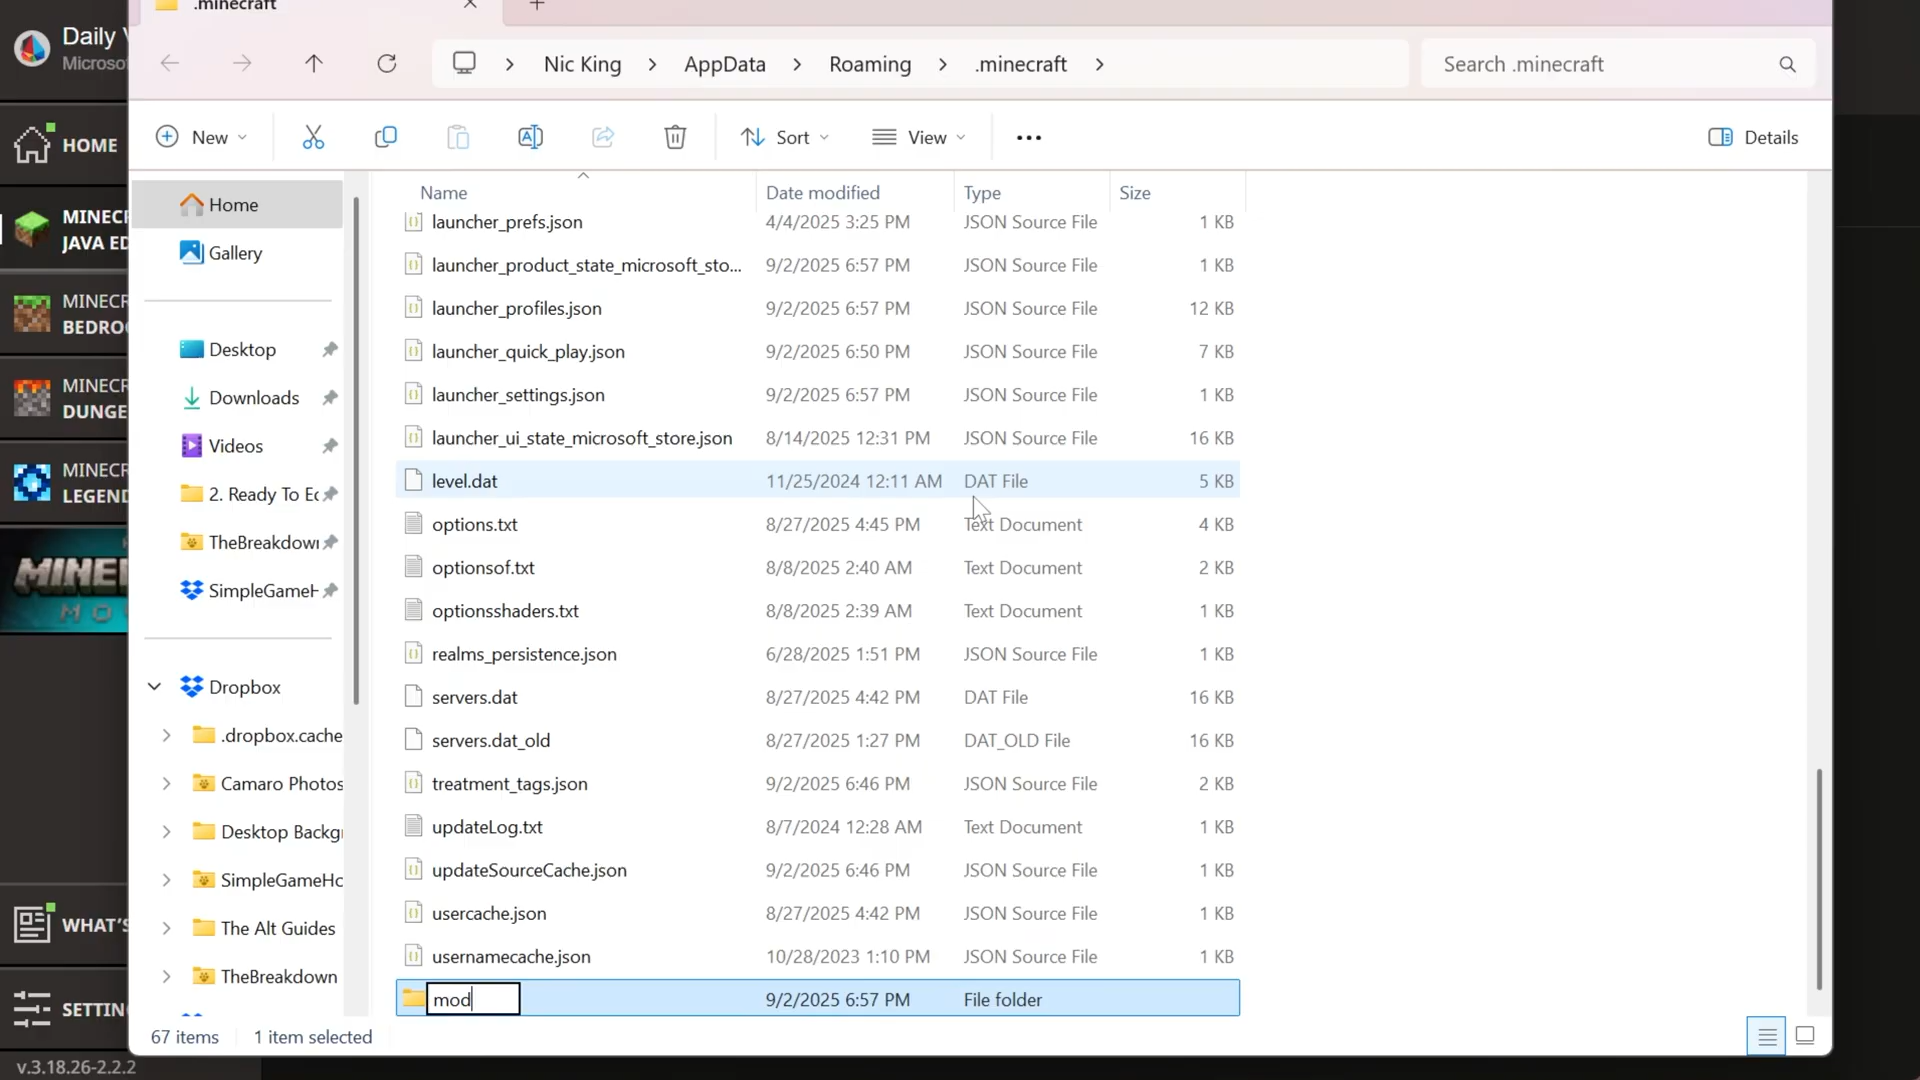 .minecraft
Daily
Microsof
Nic King
AppData
Roaming
.minecraft
Search .minecraft
New
Sort
View
Details
HOME
MINECR
JAVA ED
MINECR
BEDRO
MINECR
DUNGE
MINECR
LEGEND
MINE
MO
WHAT'S
SETTIN
v.3.18.26-2.2.2
Home
Gallery
Desktop
Downloads
Videos
2. Ready To Ec
TheBreakdown
SimpleGameH
Dropbox
.dropbox.cache
Camaro Photos
Desktop Backgr
SimpleGameHo
The Alt Guides
TheBreakdown
Name Date modified Type Size
launcher_prefs.json 4/4/2025 3:25 PM JSON Source File 1 KB
launcher_product_state_microsoft_sto... 9/2/2025 6:57 PM JSON Source File 1 KB
launcher_profiles.json 9/2/2025 6:57 PM JSON Source File 12 KB
launcher_quick_play.json 9/2/2025 6:50 PM JSON Source File 7 KB
launcher_settings.json 9/2/2025 6:57 PM JSON Source File 1 KB
launcher_ui_state_microsoft_store.json 8/14/2025 12:31 PM JSON Source File 16 KB
level.dat 11/25/2024 12:11 AM DAT File 5 KB
options.txt 8/27/2025 4:45 PM Text Document 4 KB
optionsof.txt 8/8/2025 2:40 AM Text Document 2 KB
optionsshaders.txt 8/8/2025 2:39 AM Text Document 1 KB
realms_persistence.json 6/28/2025 1:51 PM JSON Source File 1 KB
servers.dat 8/27/2025 4:42 PM DAT File 16 KB
servers.dat_old 8/27/2025 1:27 PM DAT_OLD File 16 KB
treatment_tags.json 9/2/2025 6:46 PM JSON Source File 2 KB
updateLog.txt 8/7/2024 12:28 AM Text Document 1 KB
updateSourceCache.json 9/2/2025 6:46 PM JSON Source File 1 KB
usercache.json 8/27/2025 4:42 PM JSON Source File 1 KB
usernamecache.json 10/28/2023 1:10 PM JSON Source File 1 KB
mod 9/2/2025 6:57 PM File folder
67 items 1 item selected